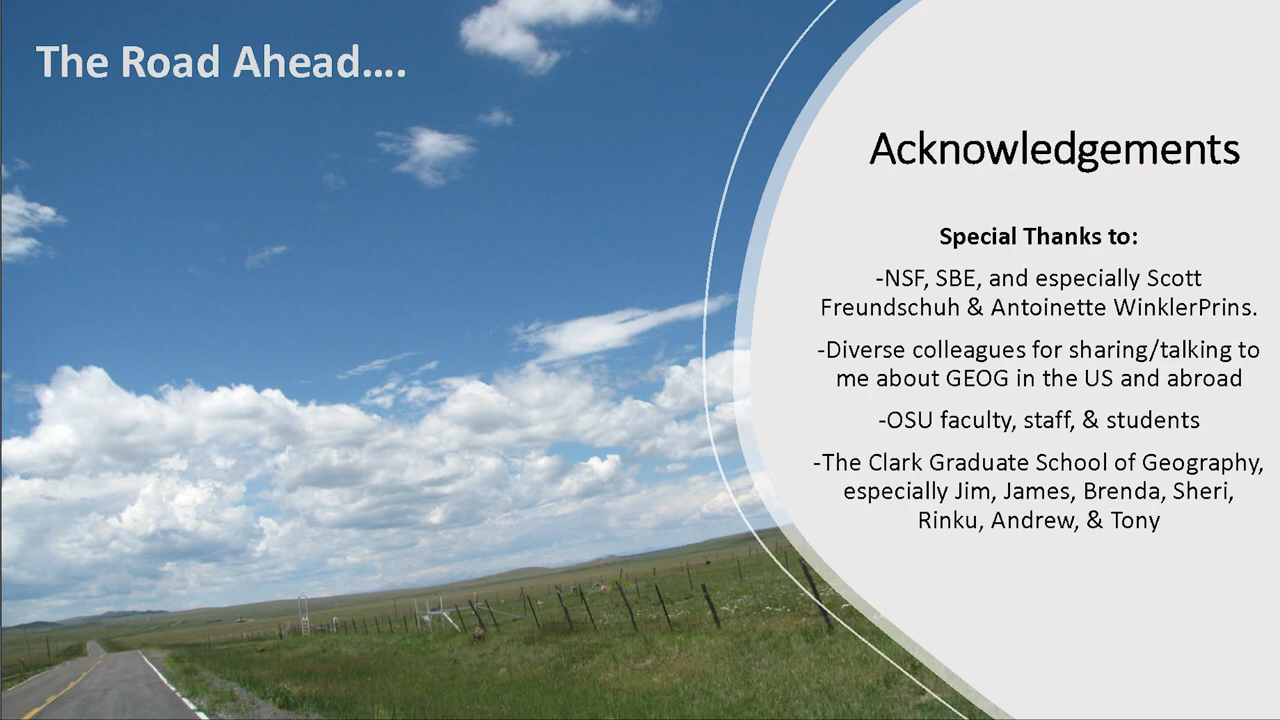 The Road Ahead....
Acknowledgements
Special Thanks to:
-NSF, SBE, and especially Scott
Freundschuh & Antoinette WinklerPrins.
-Diverse colleagues for sharing/talking to
me about GEOG in the US and abroad
-OSU faculty, staff, & students
-The Clark Graduate School of Geography,
especially Jim, James, Brenda, Sheri,
Rinku, Andrew, & Tony